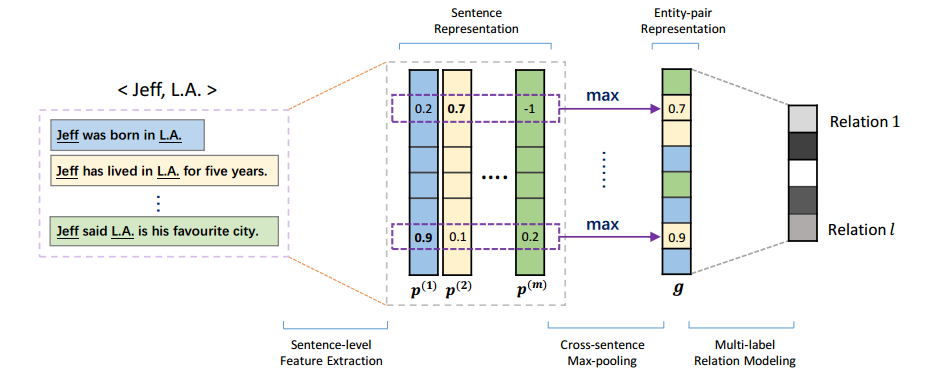 Sentence
Representation
Entity-pair
Representation
< Jeff, L.A. >
Jeff was born in L.A.
Jeff has lived in L.A. for five years.
⋮
Jeff said L.A. is his favourite city.
0.2 0.7 -1
max
0.7
....
......
0.9 0.1 0.2
max
0.9
p(1) p(2) p(m)
g
Relation 1
Relation l
Sentence-level
Feature Extraction
Cross-sentence
Max-pooling
Multi-label
Relation Modeling